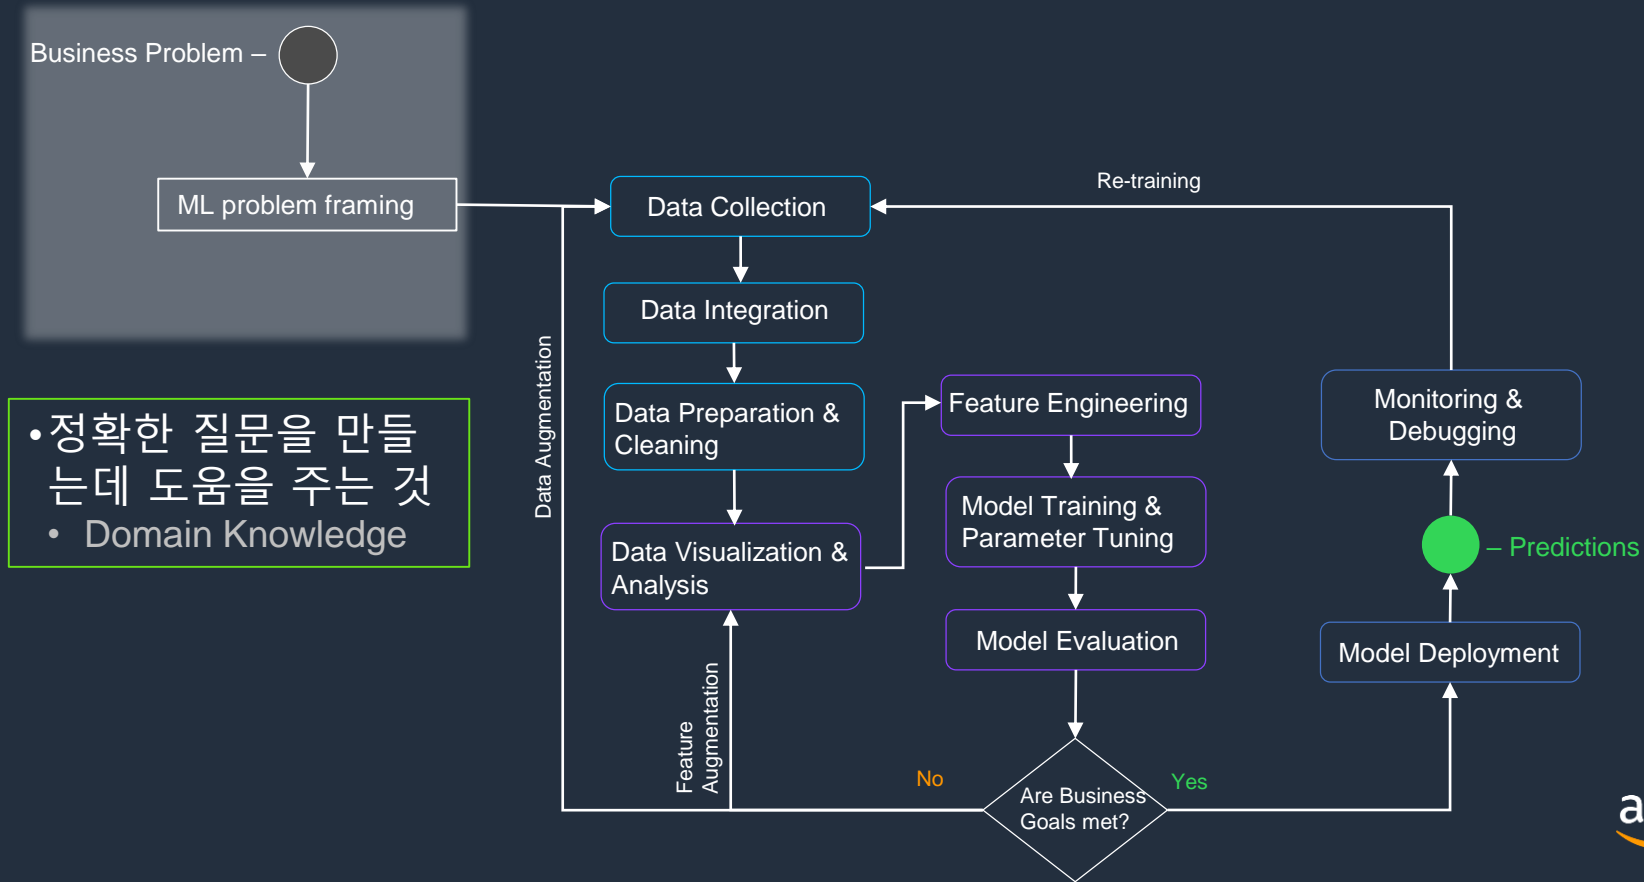 Business Problem –
ML problem framing
•정확한 질문을 만들
는데 도움을 주는 것
• Domain Knowledge
Data Collection
Data Integration
Data Preparation &
Cleaning
Data Visualization &
Analysis
Data Augmentation
Feature
Augmentation
Feature Engineering
Model Training &
Parameter Tuning
Model Evaluation
Are Business
Goals met?
No
Yes
Model Deployment
– Predictions
Monitoring &
Debugging
Re-training
a